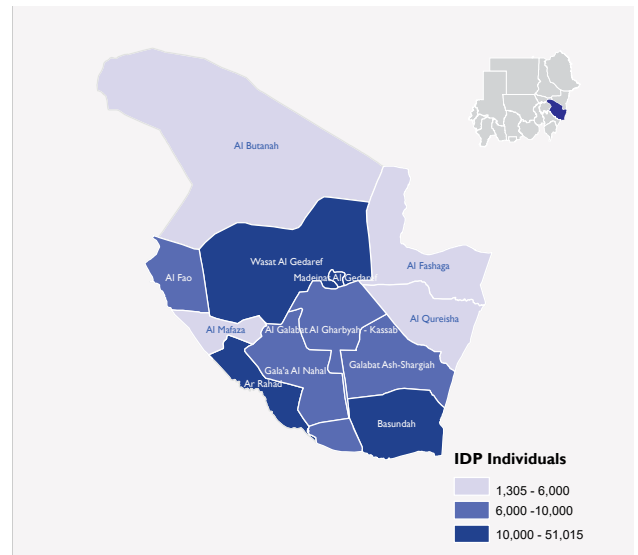 Al Butanah
Wasat Al Gedaref
Al Fashaga
Al Fao
Madeinat Al Gedaref
Al Qureisha
Al Mafaza
Al Galabat Al Gharbyah - Kassab
Galabat Ash-Shargiah
Gala'a Al Nahal
Ar Rahad
Basundah
IDP Individuals
1,305 - 6,000
6,000 -10,000
10,000 - 51,015